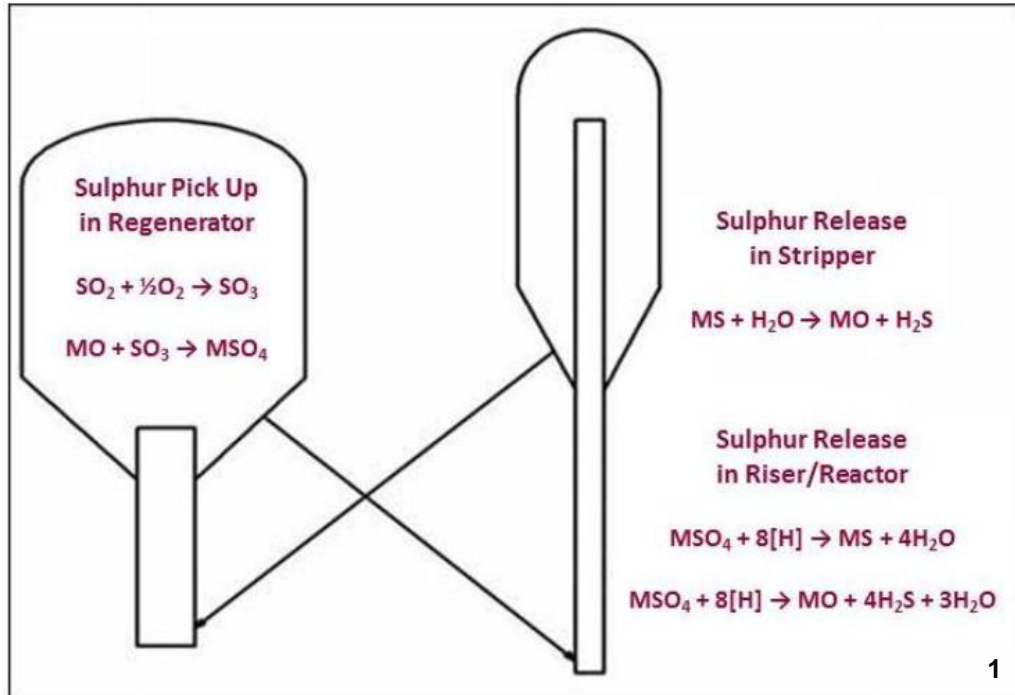 Sulphur Pick Up
in Regenerator
SO₂ + ½O₂ → SO₃
MO + SO₃ → MSO₄
Sulphur Release
in Stripper
MS + H₂O → MO + H₂S
Sulphur Release
in Riser/Reactor
MSO₄ + 8[H] → MS + 4H₂O
MSO₄ + 8[H] → MO + 4H₂S + 3H₂O
1